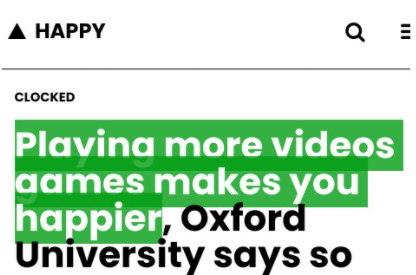 HAPPY
CLOCKED
Playing more videos
games makes you
happier, Oxford
University says so